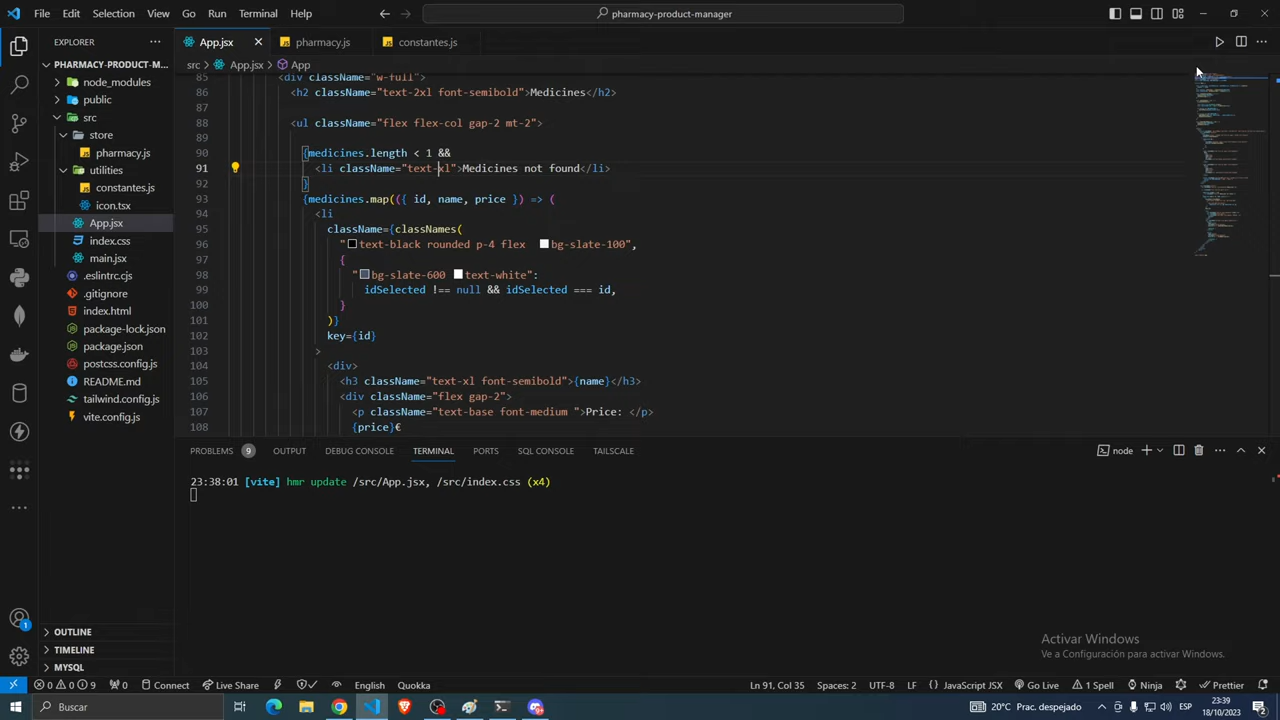 File Edit Selection View Go Run Terminal Help
pharmacy-product-manager
EXPLORER
App.jsx
pharmacy.js
constantes.js
PHARMACY-PRODUCT-M...
src > App.jsx > App
node_modules
public
src
store
pharmacy.js
utilities
constantes.js
icon.tsx
App.jsx
index.css
main.jsx
.eslintrc.cjs
.gitignore
index.html
package-lock.json
package.json
postcss.config.js
README.md
tailwind.config.js
vite.config.js
OUTLINE
TIMELINE
MYSQL
85 <div className="w-full">
86 <h2 className="text-2xl font-semibold">Medicines</h2>
87
88 <ul className="flex flex-col gap
89
90 {medicines.length 1 &&
91 <li className="text-xl">Medicine not found</li>
92 }
93 {medicines.map(({ id, name, price => (
94 <li
95 assName={classNames(
96 "text-black rounded p-4 flex bg-slate-100",
97 {
98 "bg-slate-600 text-white":
99 idSelected !== null && idSelected === id,
100 }
101 )}
102 key={id}
103 >
104 <div>
105 <h3 className="text-xl font-semibold">{name}</h3>
106 <div className="flex gap-2">
107 <p className="text-base font-medium ">Price: </p>
108 {price}€
PROBLEMS 9 OUTPUT DEBUG CONSOLE TERMINAL PORTS SQL CONSOLE TAILSCALE
node
23:38:01 [vite] hmr update /src/App.jsx, /src/index.css (x4)
Activar Windows
Ve a Configuración para activar Windows.
0 0 9 0 Connect Live Share English Quokka Ln 91, Col 35 Spaces: 2 UTF-8 LF JavaScript JSX Go Live Spell Ninja Prettier
Buscar
20°C Prac. despejado
ESP
23:39
18/10/2023